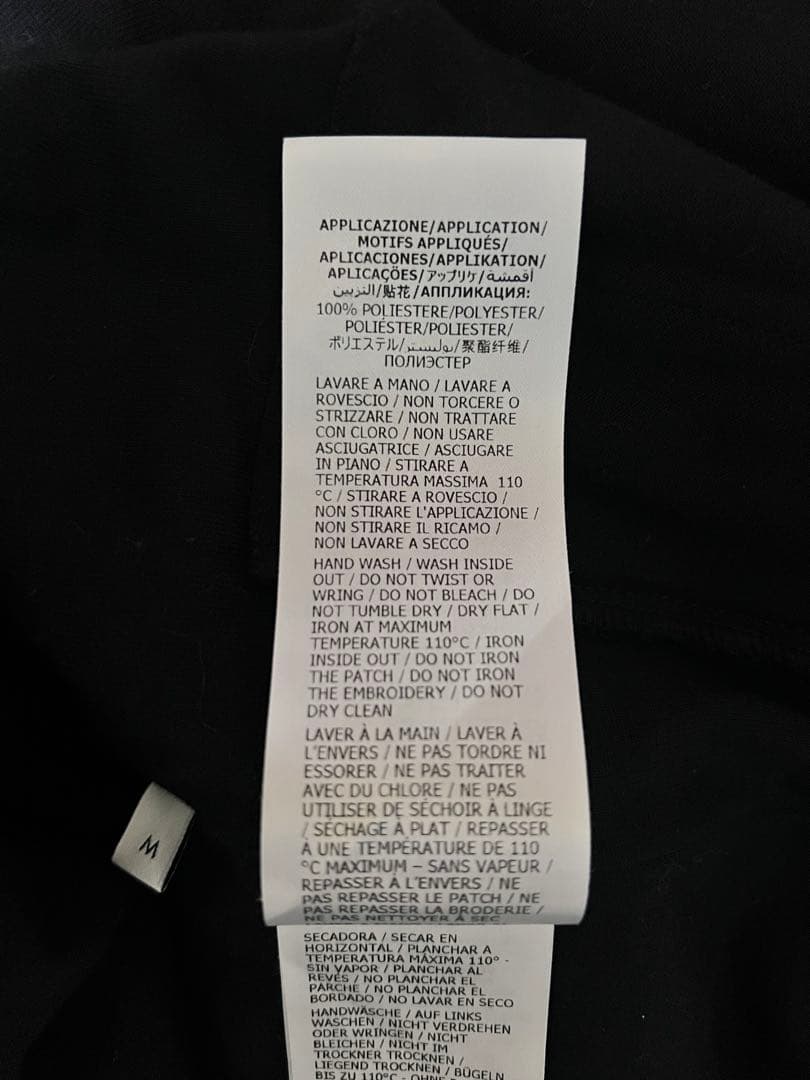 APPLICAZIONE/APPLICATION/
MOTIFS APPLIQUÉS/
APLICACIONES/APPLIKATION/
APLICAÇÕES/アップリケ/أقمشة
التزيين/贴花/АППЛИКАЦИЯ:
100% POLIESTERE/POLYESTER/
POLIÉSTER/POLIESTER/
ポリエステル/بوليستر/聚酯纤维/
ПОЛИЭСТЕР
LAVARE A MANO / LAVARE A
ROVESCIO / NON TORCERE O
STRIZZARE / NON TRATTARE
CON CLORO / NON USARE
ASCIUGATRICE / ASCIUGARE
IN PIANO / STIRARE A
TEMPERATURA MASSIMA 110
°C / STIRARE A ROVESCIO /
NON STIRARE L'APPLICAZIONE /
NON STIRARE IL RICAMO /
NON LAVARE A SECCO
HAND WASH / WASH INSIDE
OUT / DO NOT TWIST OR
WRING / DO NOT BLEACH / DO
NOT TUMBLE DRY / DRY FLAT /
IRON AT MAXIMUM
TEMPERATURE 110°C / IRON
INSIDE OUT / DO NOT IRON
THE PATCH / DO NOT IRON
THE EMBROIDERY / DO NOT
DRY CLEAN
LAVER À LA MAIN / LAVER À
L'ENVERS / NE PAS TORDRE NI
ESSORER / NE PAS TRAITER
AVEC DU CHLORE / NE PAS
UTILISER DE SÉCHOIR À LINGE
/ SÉCHAGE À PLAT / REPASSER
À UNE TEMPÉRATURE DE 110
°C MAXIMUM – SANS VAPEUR /
REPASSER À L'ENVERS / NE
PAS REPASSER LE PATCH / NE
PAS REPASSER LA BRODERIE /
NE PAS NETTOYER À SEC
SECADORA / SECAR EN
HORIZONTAL / PLANCHAR A
TEMPERATURA MÁXIMA 110° -
SIN VAPOR / PLANCHAR AL
REVÉS / NO PLANCHAR EL
PARCHE / NO PLANCHAR EL
BORDADO / NO LAVAR EN SECO
HANDWÄSCHE / AUF LINKS
WASCHEN / NICHT VERDREHEN
ODER WRINGEN / NICHT
BLEICHEN / NICHT IM
TROCKNER TROCKNEN /
LIEGEND TROCKNEN / BÜGELN
BIS ZU 110°C - OHNE
M